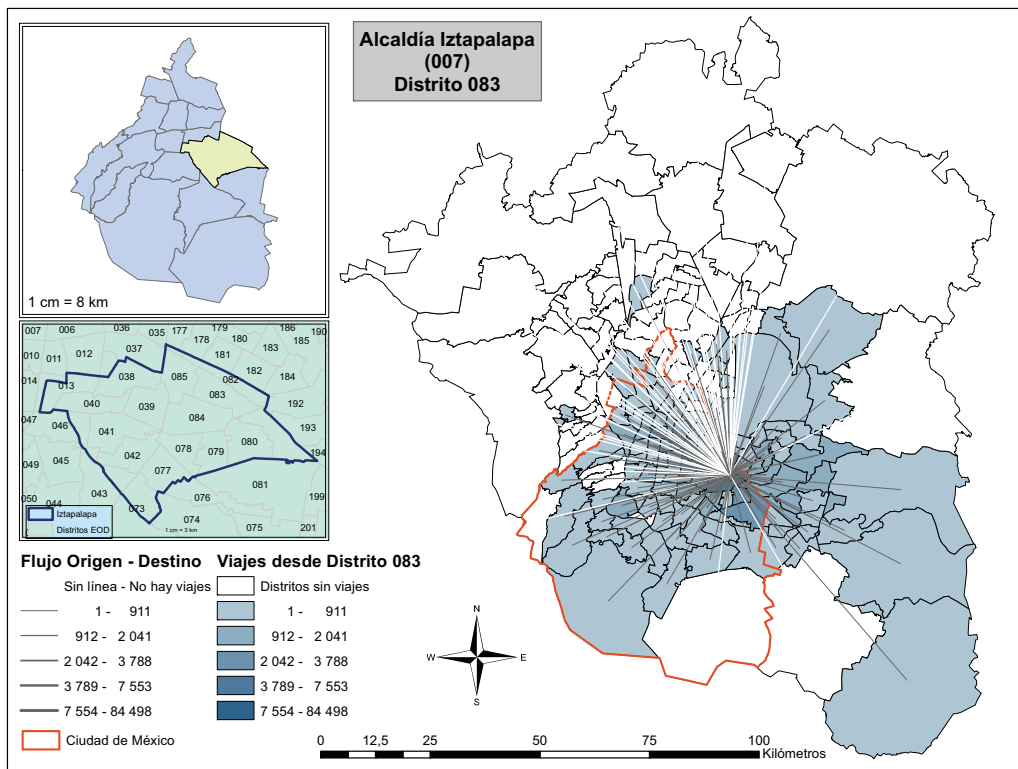 Alcaldía Iztapalapa
(007)
Distrito 083
1 cm = 8 km
007 006 036 035 177 179 186 190
010 011 012 037 178 180 183 185
181
014 013 038 085 082 182 184
083
047 046 040 039 084 192
041 193
049 045 042 078 079 080 194
077
050 044 043 076 081 199
073 074 075 201
Iztapalapa
Distritos EOD
1 cm = 3 km
Flujo Origen - Destino
Sin línea - No hay viajes
1 - 911
912 - 2 041
2 042 - 3 788
3 789 - 7 553
7 554 - 84 498
Ciudad de México
Viajes desde Distrito 083
Distritos sin viajes
1 - 911
912 - 2 041
2 042 - 3 788
3 789 - 7 553
7 554 - 84 498
N
W E
S
0 12,5 25 50 75 100
Kilómetros